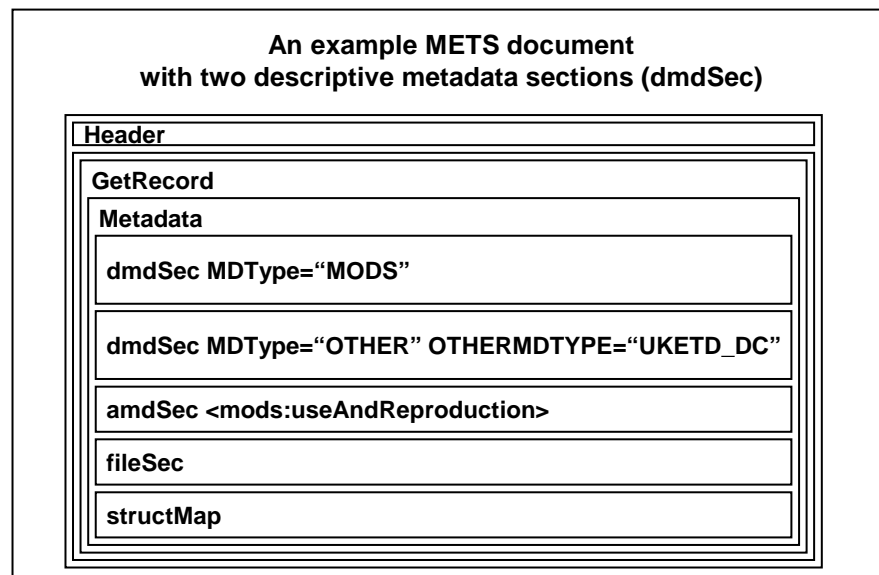 An example METS document
with two descriptive metadata sections (dmdSec)
Header
GetRecord
Metadata
dmdSec MDType=“MODS”
dmdSec MDType=“OTHER” OTHERMDTYPE=“UKETD_DC”
amdSec <mods:useAndReproduction>
fileSec
structMap